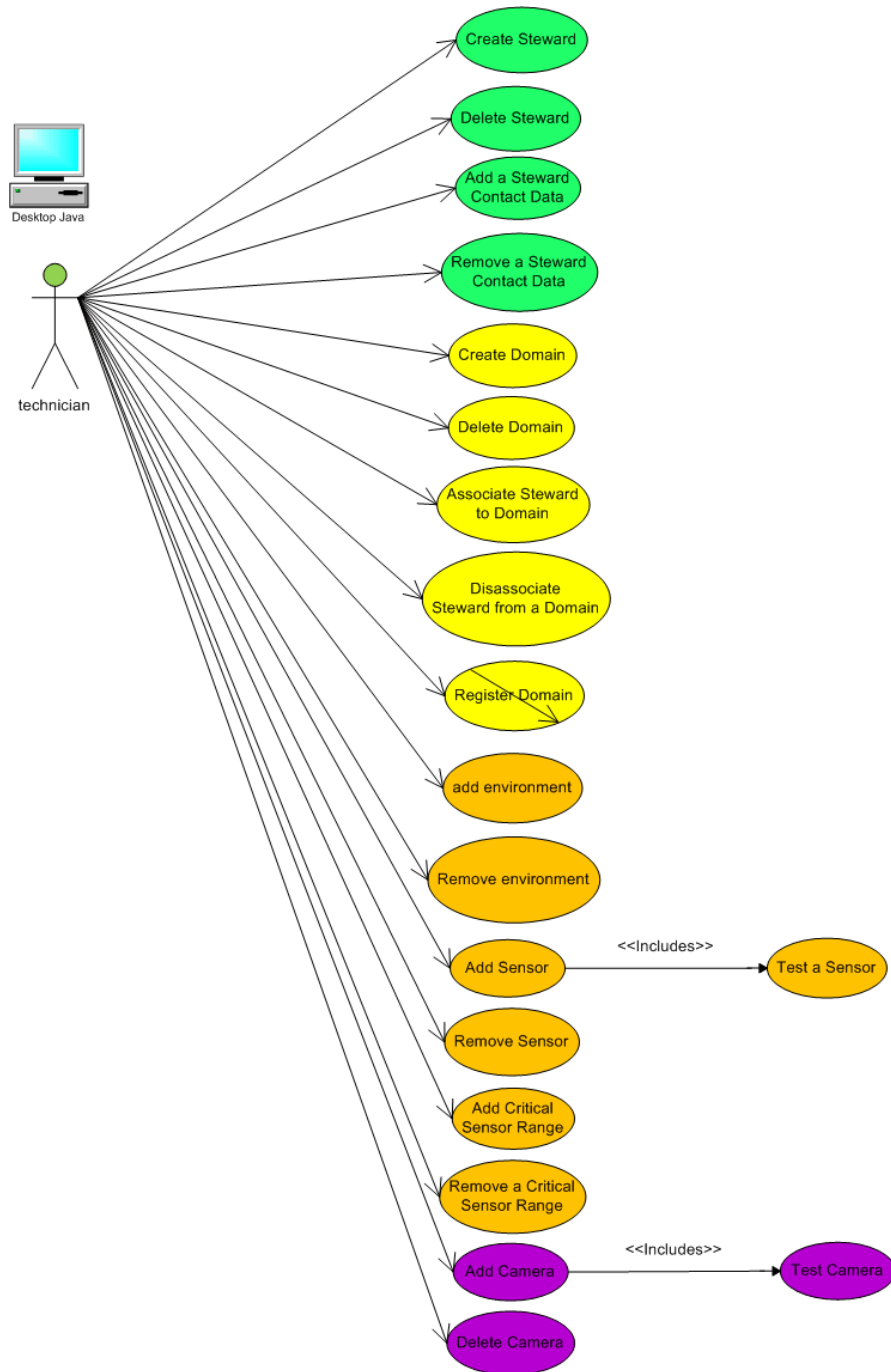 Create Steward
Desktop Java
Delete Steward
Add a Steward
Contact Data
Remove a Steward
Contact Data
technician
Create Domain
Delete Domain
Associate Steward
to Domain
Disassociate
Steward from a Domain
Register Domain
add environment
Remove environment
Add Sensor
<<Includes>>
Test a Sensor
Remove Sensor
Add Critical
Sensor Range
Remove a Critical
Sensor Range
Add Camera
<<Includes>>
Test Camera
Delete Camera